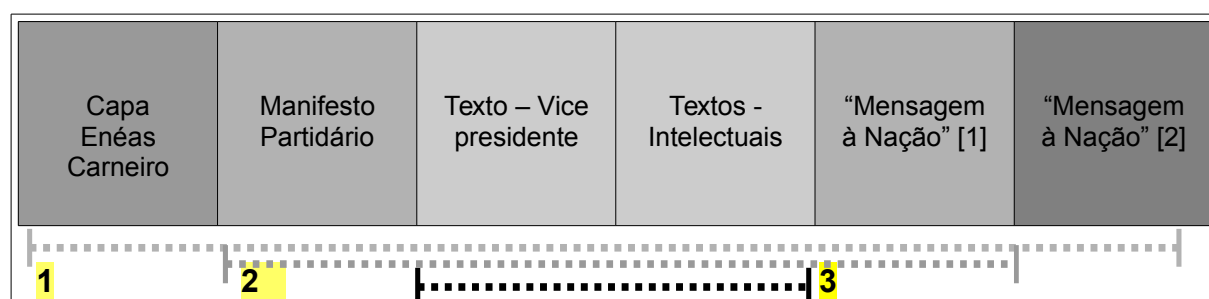 Capa
Enéas
Carneiro
Manifesto
Partidário
Texto – Vice
presidente
Textos -
Intelectuais
“Mensagem
à Nação” [1]
“Mensagem
à Nação” [2]
1
2
3